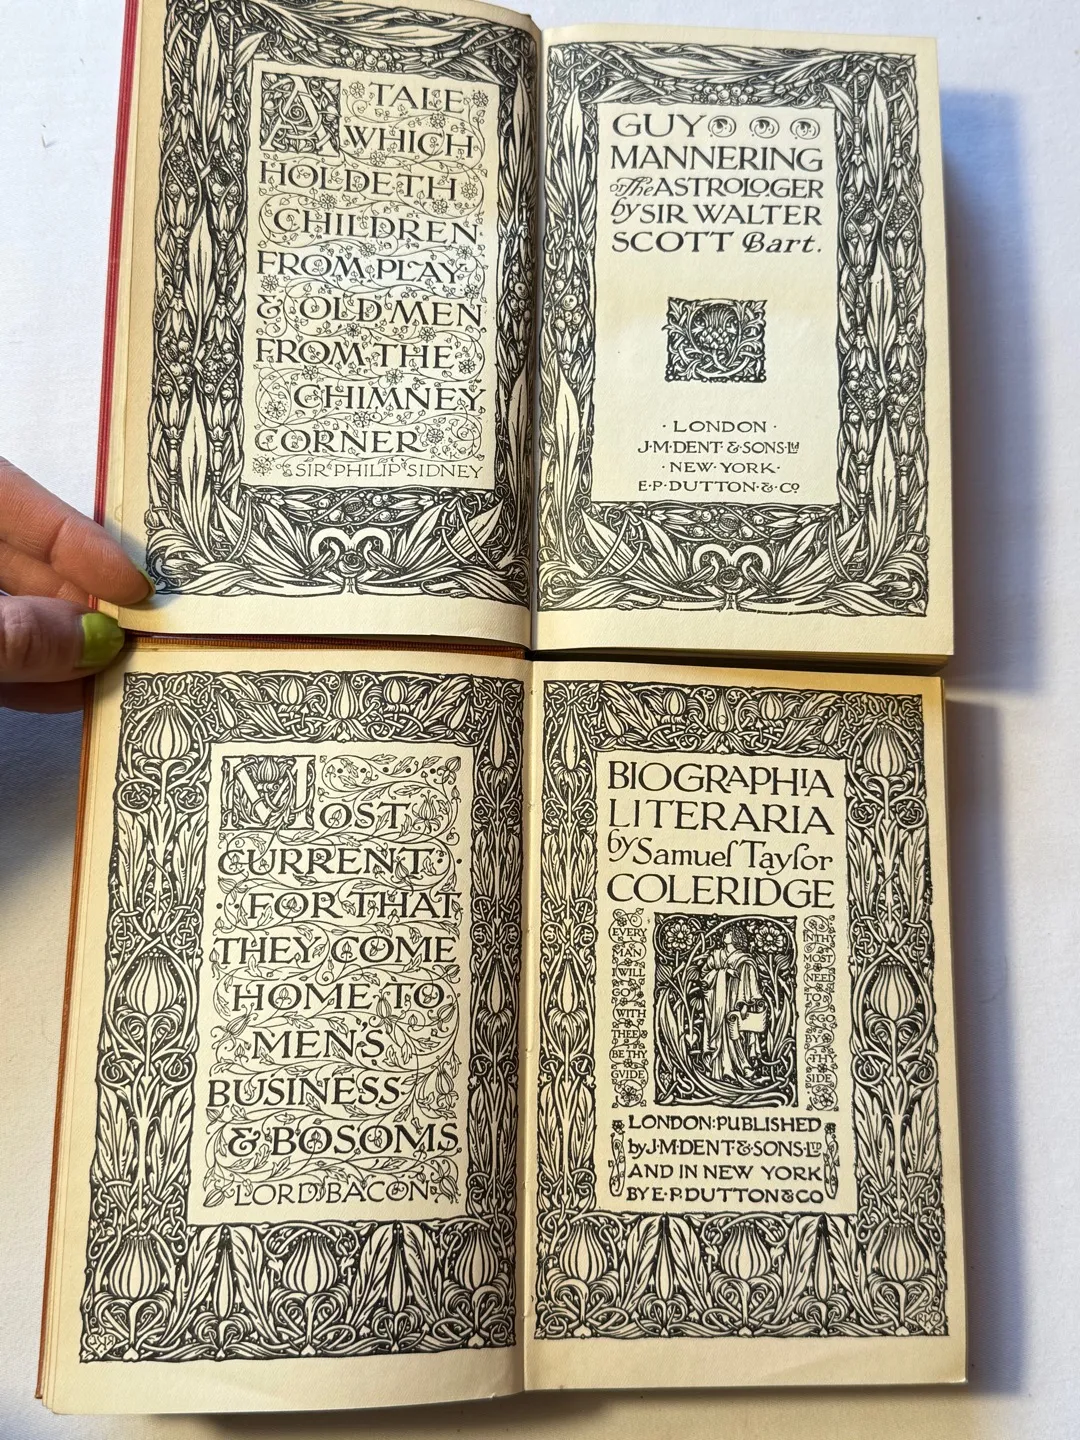 A TALE
WHICH
HOLDETH
CHILDREN
FROM·PLAY·
& OLD MEN
FROM·THE
CHIMNEY
CORNER
SIR·PHILIP·SIDNEY
GUY
MANNERING
or The ASTROLOGER
by SIR WALTER
SCOTT Bart.
·LONDON·
J·M·DENT·&·SONS·Ltd
·NEW·YORK·
E·P·DUTTON·&·Co
MOST
CURRENT·
·FOR THAT
THEY COME
HOME·TO
MEN'S
BUSINESS
& BOSOMS
LORD BACON
BIOGRAPHIA
LITERARIA
by Samuel Taylor
COLERIDGE
EVERY
MAN
I WILL
GO
WITH
THEE
BE THY
GUIDE
IN THY
MOST
NEED
TO
GO
BY
THY
SIDE
LONDON:PUBLISHED
by J·M·DENT·&·SONS·LTD
AND IN NEW YORK
BY E·P·DUTTON & CO